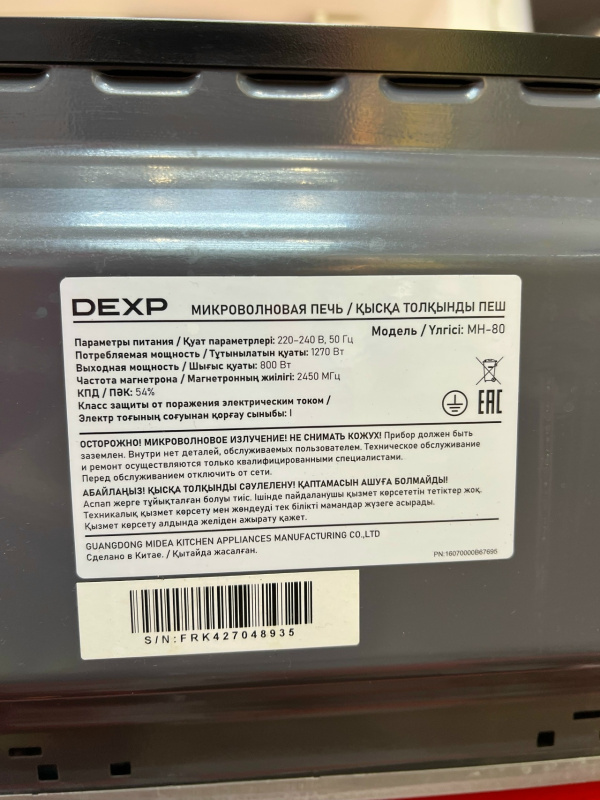 DEXP МИКРОВОЛНОВАЯ ПЕЧЬ / ҚЫСҚА ТОЛҚЫНДЫ ПЕШ
Модель / Үлгісі: MH-80
Параметры питания / Қуат параметрлері: 220-240 В, 50 Гц
Потребляемая мощность / Тұтынылатын қуаты: 1270 Вт
Выходная мощность / Шығыс қуаты: 800 Вт
Частота магнетрона / Магнетронның жиілігі: 2450 МГц
КПД / ПӘК: 54%
Класс защиты от поражения электрическим током /
Электр тоғының соғуынан қорғау сыныбы: I
EAC
ОСТОРОЖНО! МИКРОВОЛНОВОЕ ИЗЛУЧЕНИЕ! НЕ СНИМАТЬ КОЖУХ! Прибор должен быть
заземлен. Внутри нет деталей, обслуживаемых пользователем. Техническое обслуживание
и ремонт осуществляются только квалифицированными специалистами.
Перед обслуживанием отключить от сети.
АБАЙЛАҢЫЗ! ҚЫСҚА ТОЛҚЫНДЫ СӘУЛЕЛЕНУ! ҚАПТАМАСЫН АШУҒА БОЛМАЙДЫ!
Аспап жерге тұйықталған болуы тиіс. Ішінде пайдаланушы қызмет көрсететін тетіктер жоқ.
Техникалық қызмет көрсету мен жөндеуді тек білікті мамандар жүзеге асырады.
Қызмет көрсету алдында желіден ажырату қажет.
GUANGDONG MIDEA KITCHEN APPLIANCES MANUFACTURING CO.,LTD
Сделано в Китае. / Қытайда жасалған.
PN:16070000B67695
S/N:FRK427048935